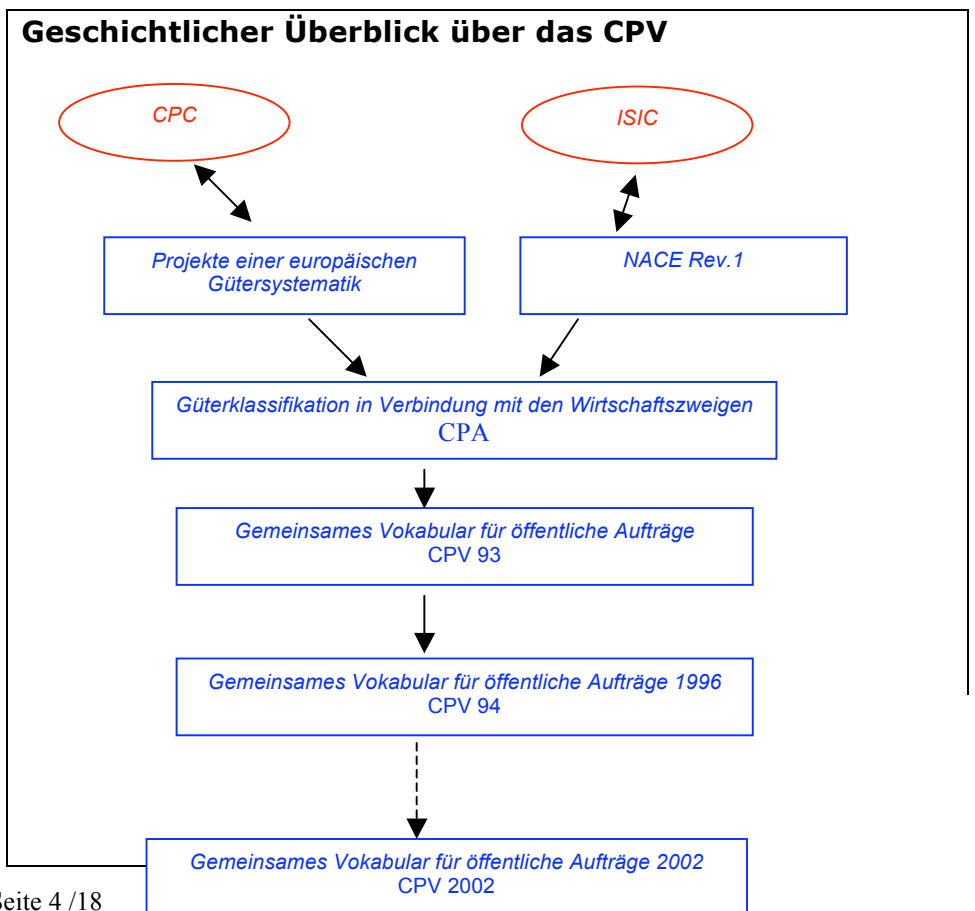 Geschichtlicher Überblick über das CPV
CPC
ISIC
Projekte einer europäischen
Gütersystematik
NACE Rev.1
Güterklassifikation in Verbindung mit den Wirtschaftszweigen
CPA
Gemeinsames Vokabular für öffentliche Aufträge
CPV 93
Gemeinsames Vokabular für öffentliche Aufträge 1996
CPV 94
Gemeinsames Vokabular für öffentliche Aufträge 2002
CPV 2002
Seite 4 /18